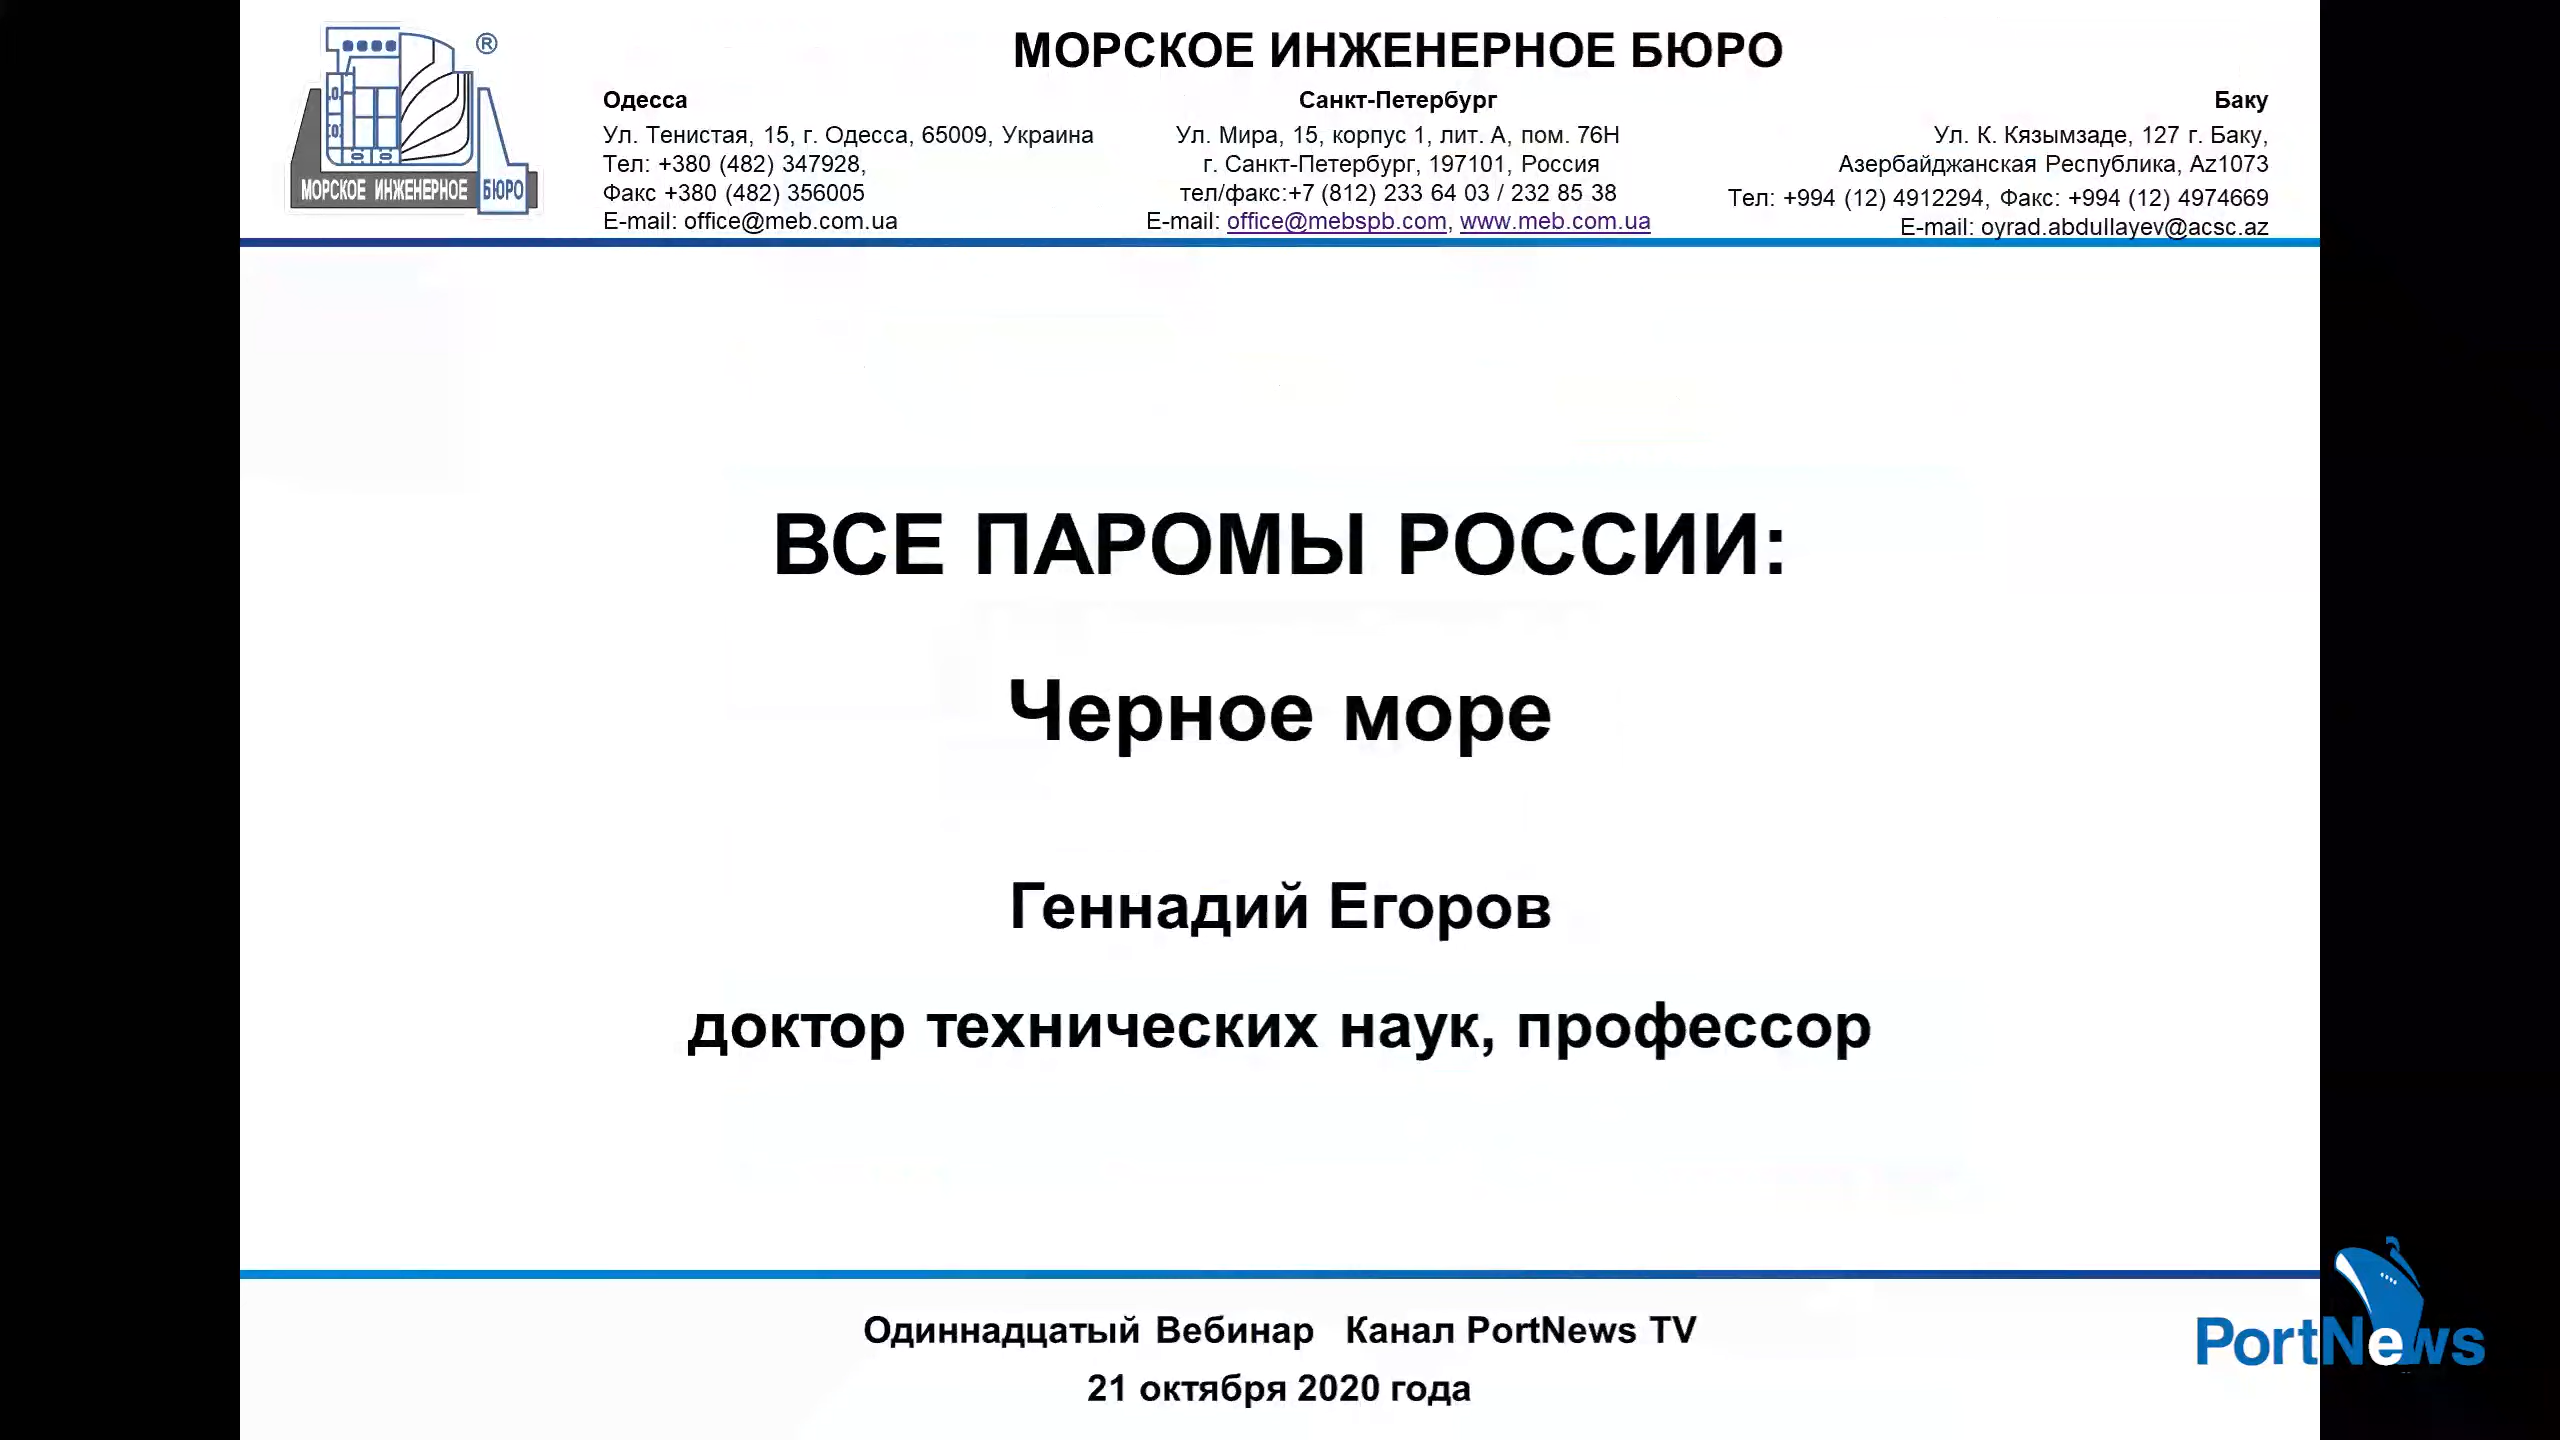 МОРСКОЕ ИНЖЕНЕРНОЕ БЮРО
®
МОРСКОЕ ИНЖЕНЕРНОЕ БЮРО
Одесса
Ул. Тенистая, 15, г. Одесса, 65009, Украина
Тел: +380 (482) 347928,
Факс +380 (482) 356005
E-mail: office@meb.com.ua
Санкт-Петербург
Ул. Мира, 15, корпус 1, лит. А, пом. 76Н
г. Санкт-Петербург, 197101, Россия
тел/факс:+7 (812) 233 64 03 / 232 85 38
E-mail: office@mebspb.com, www.meb.com.ua
Баку
Ул. К. Кязымзаде, 127 г. Баку,
Азербайджанская Республика, Az1073
Тел: +994 (12) 4912294, Факс: +994 (12) 4974669
E-mail: oyrad.abdullayev@acsc.az
ВСЕ ПАРОМЫ РОССИИ:
Черное море
Геннадий Егоров
доктор технических наук, профессор
Одиннадцатый Вебинар Канал PortNews TV
21 октября 2020 года
PortNews